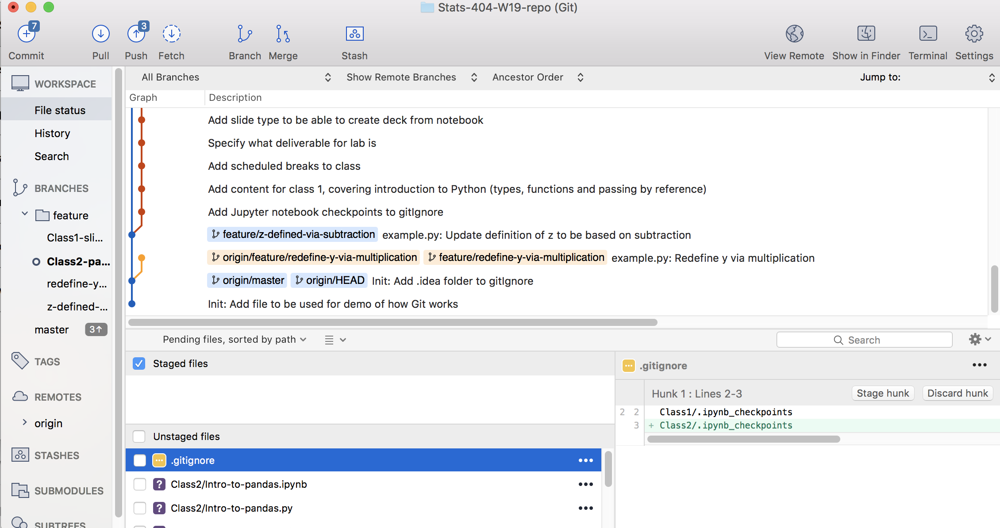 Stats-404-W19-repo (Git)
7
3
Commit
Pull
Push
Fetch
Branch
Merge
Stash
View Remote
Show in Finder
Terminal
Settings
WORKSPACE
File status
History
Search
BRANCHES
feature
Class1-sli...
Class2-pa...
redefine-y...
z-defined-...
master 3↑
TAGS
REMOTES
origin
STASHES
SUBMODULES
SUBTREES
All Branches
Show Remote Branches
Ancestor Order
Jump to:
Graph
Description
Add slide type to be able to create deck from notebook
Specify what deliverable for lab is
Add scheduled breaks to class
Add content for class 1, covering introduction to Python (types, functions and passing by reference)
Add Jupyter notebook checkpoints to gitIgnore
feature/z-defined-via-subtraction example.py: Update definition of z to be based on subtraction
origin/feature/redefine-y-via-multiplication feature/redefine-y-via-multiplication example.py: Redefine y via multiplication
origin/master origin/HEAD Init: Add .idea folder to gitIgnore
Init: Add file to be used for demo of how Git works
Pending files, sorted by path
Search
Staged files
Unstaged files
.gitignore
? Class2/Intro-to-pandas.ipynb
? Class2/Intro-to-pandas.py
.gitignore
Hunk 1 : Lines 2-3
Stage hunk
Discard hunk
2 2 Class1/.ipynb_checkpoints
3 + Class2/.ipynb_checkpoints